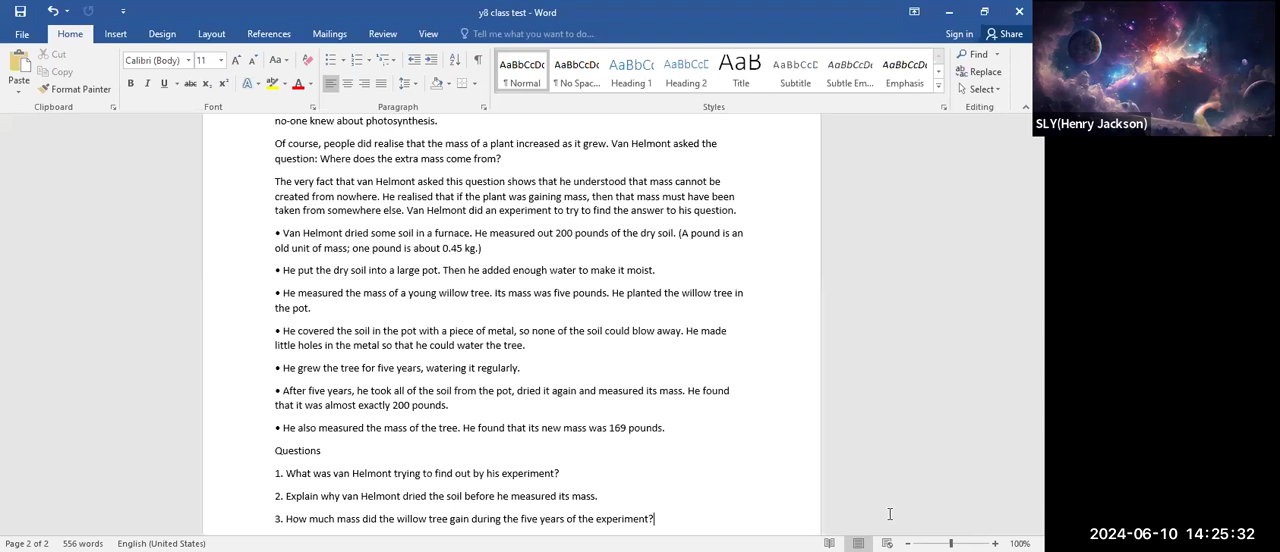 y8 class test - Word
File Home Insert Design Layout References Mailings Review View Tell me what you want to do... Sign in Share
Cut
Copy
Paste
Format Painter
Calibri (Body) 11
Find
Replace
Select
AaBbCcDc AaBbCcDc AaBbCc AaBbCcC AaB AaBbCcD AaBbCcDc AaBbCcDc
¶ Normal ¶ No Spac... Heading 1 Heading 2 Title Subtitle Subtle Em... Emphasis
Clipboard Font Paragraph Styles Editing
SLY(Henry Jackson)
no-one knew about photosynthesis.
Of course, people did realise that the mass of a plant increased as it grew. Van Helmont asked the
question: Where does the extra mass come from?
The very fact that van Helmont asked this question shows that he understood that mass cannot be
created from nowhere. He realised that if the plant was gaining mass, then that mass must have been
taken from somewhere else. Van Helmont did an experiment to try to find the answer to his question.
• Van Helmont dried some soil in a furnace. He measured out 200 pounds of the dry soil. (A pound is an
old unit of mass; one pound is about 0.45 kg.)
• He put the dry soil into a large pot. Then he added enough water to make it moist.
• He measured the mass of a young willow tree. Its mass was five pounds. He planted the willow tree in
the pot.
• He covered the soil in the pot with a piece of metal, so none of the soil could blow away. He made
little holes in the metal so that he could water the tree.
• He grew the tree for five years, watering it regularly.
• After five years, he took all of the soil from the pot, dried it again and measured its mass. He found
that it was almost exactly 200 pounds.
• He also measured the mass of the tree. He found that its new mass was 169 pounds.
Questions
1. What was van Helmont trying to find out by his experiment?
2. Explain why van Helmont dried the soil before he measured its mass.
3. How much mass did the willow tree gain during the five years of the experiment?
Page 2 of 2 556 words English (United States) 100%
2024-06-10 14:25:32